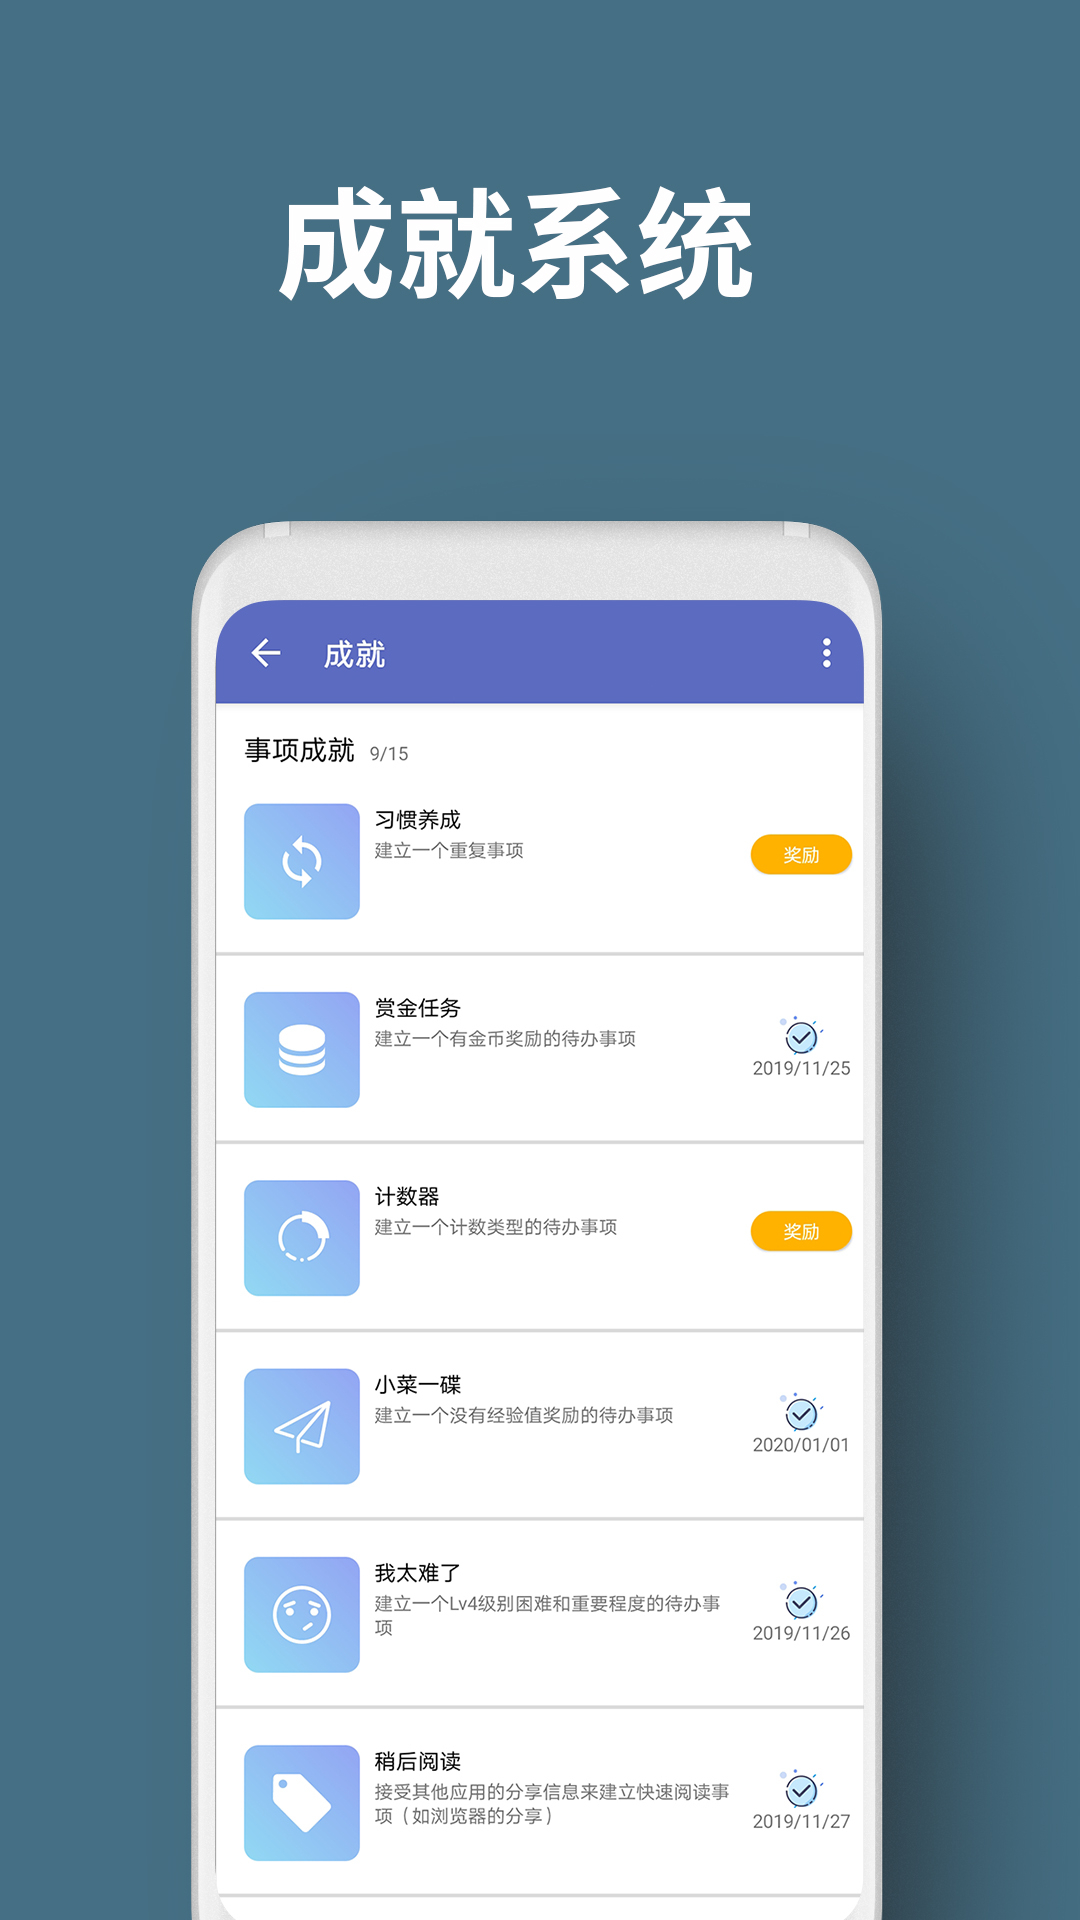 成就系统
成就
事项成就 9/15
习惯养成
建立一个重复事项
奖励
赏金任务
建立一个有金币奖励的待办事项
2019/11/25
计数器
建立一个计数类型的待办事项
奖励
小菜一碟
建立一个没有经验值奖励的待办事项
2020/01/01
我太难了
建立一个Lv4级别困难和重要程度的待办事
项
2019/11/26
稍后阅读
接受其他应用的分享信息来建立快速阅读事
项（如浏览器的分享）
2019/11/27